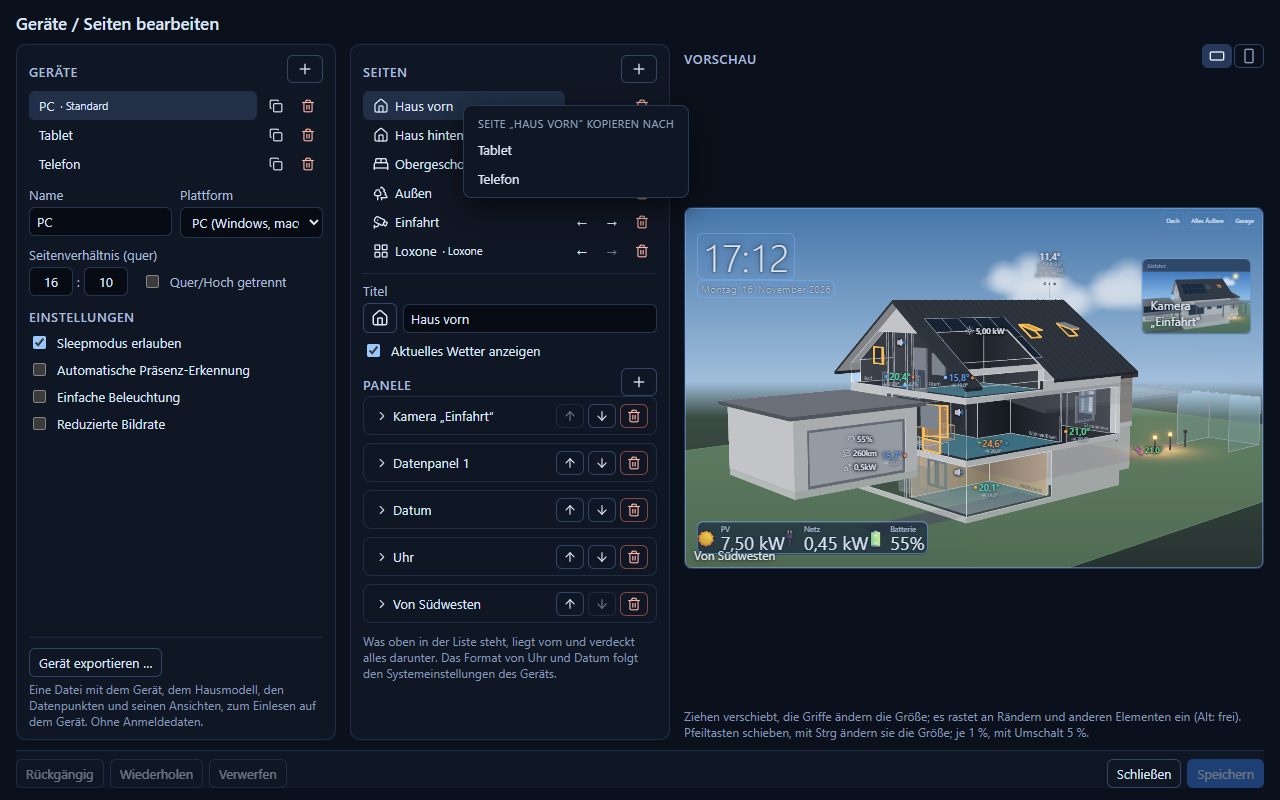 Geräte / Seiten bearbeiten
GERÄTE
PC · Standard
Tablet
Telefon
Name
Plattform
PC
PC (Windows, mac
Seitenverhältnis (quer)
16 : 10
Quer/Hoch getrennt
EINSTELLUNGEN
Sleepmodus erlauben
Automatische Präsenz-Erkennung
Einfache Beleuchtung
Reduzierte Bildrate
Gerät exportieren ...
Eine Datei mit dem Gerät, dem Hausmodell, den
Datenpunkten und seinen Ansichten, zum Einlesen auf
dem Gerät. Ohne Anmeldedaten.
SEITEN
Haus vorn
Haus hinten
Obergescho
Außen
Einfahrt
Loxone · Loxone
SEITE „HAUS VORN“ KOPIEREN NACH
Tablet
Telefon
Titel
Haus vorn
Aktuelles Wetter anzeigen
PANELE
Kamera „Einfahrt“
Datenpanel 1
Datum
Uhr
Von Südwesten
Was oben in der Liste steht, liegt vorn und verdeckt
alles darunter. Das Format von Uhr und Datum folgt
den Systemeinstellungen des Geräts.
VORSCHAU
Dach Alles Äußere Garage
17:12
Montag, 16. November 2026
11,4°
Einfahrt
Kamera
„Einfahrt“
5,00 kW
20,4°
15,8°
21,0°
24,6°
55%
260km
0,5kW
15,7°
21,0°
20,1°
PV
7,50 kW
Netz
0,45 kW
Batterie
55%
Von Südwesten
Ziehen verschiebt, die Griffe ändern die Größe; es rastet an Rändern und anderen Elementen ein (Alt: frei).
Pfeiltasten schieben, mit Strg ändern sie die Größe; je 1 %, mit Umschalt 5 %.
Rückgängig
Wiederholen
Verwerfen
Schließen
Speichern